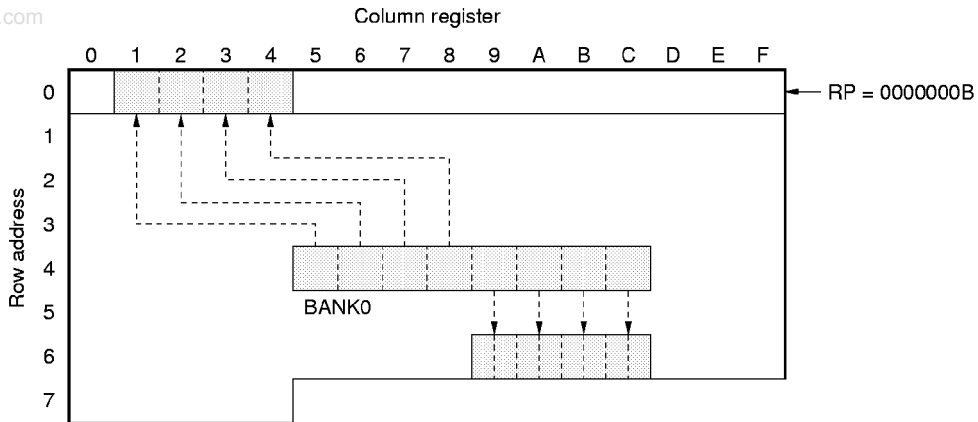 .com
Column register
0 1 2 3 4 5 6 7 8 9 A B C D E F
0
RP = 0000000B
1
2
3
4
BANK0
5
6
7
Row address